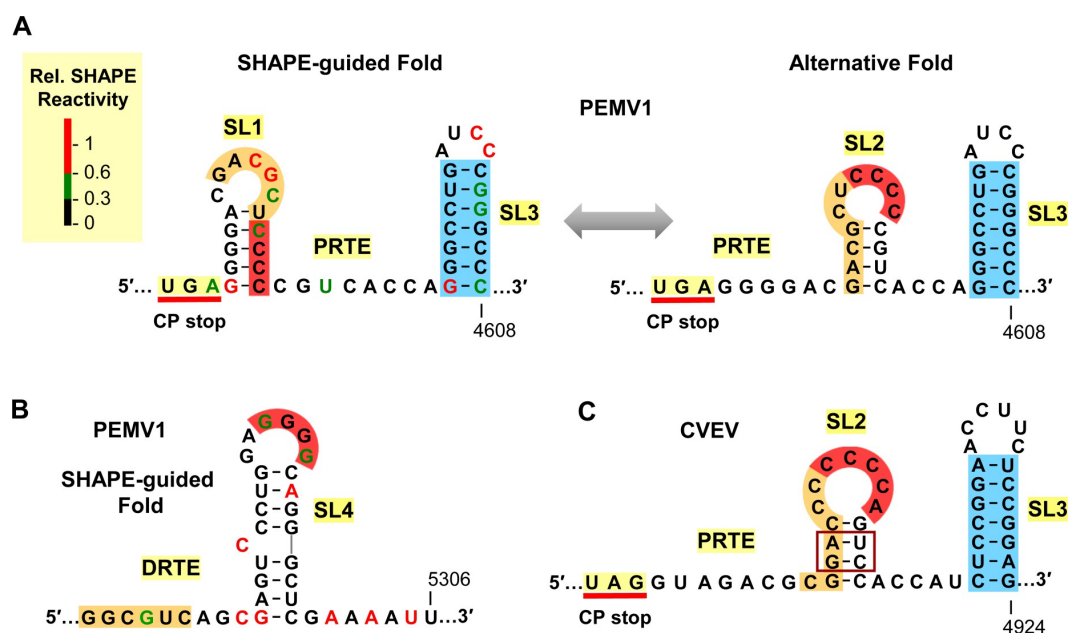 A
Rel. SHAPE
Reactivity
1
0.6
0.3
0
SHAPE-guided Fold
Alternative Fold
PEMV1
SL1
G A C G C U
C
A
G C
G C
G C
5′... U G A G C C G U C A C C A G C ...3′
CP stop
PRTE
A U C C
G C
U G
C G
C G
G C
G C
SL3
4608
SL2
U C C C C
G C
C G
A U
5′... U G A G G G G A C G C A C C A G C ...3′
CP stop
PRTE
A U C C
G C
U G
C G
C G
G C
G C
SL3
4608
B
PEMV1
SHAPE-guided
Fold
G A G G G G
G C
U A
C G
C G
C
U G
SL4
DRTE
5306
5′... G G C G U C A G C G C G A A A A U U ...3′
C
CVEV
SL2
C C C C C C A
C G
A U
G C
PRTE
5′... U A G G U A G A C G C G C A C C A U C G ...3′
CP stop
A C C U U C
A U
G C
G C
C G
C G
U A
SL3
4924